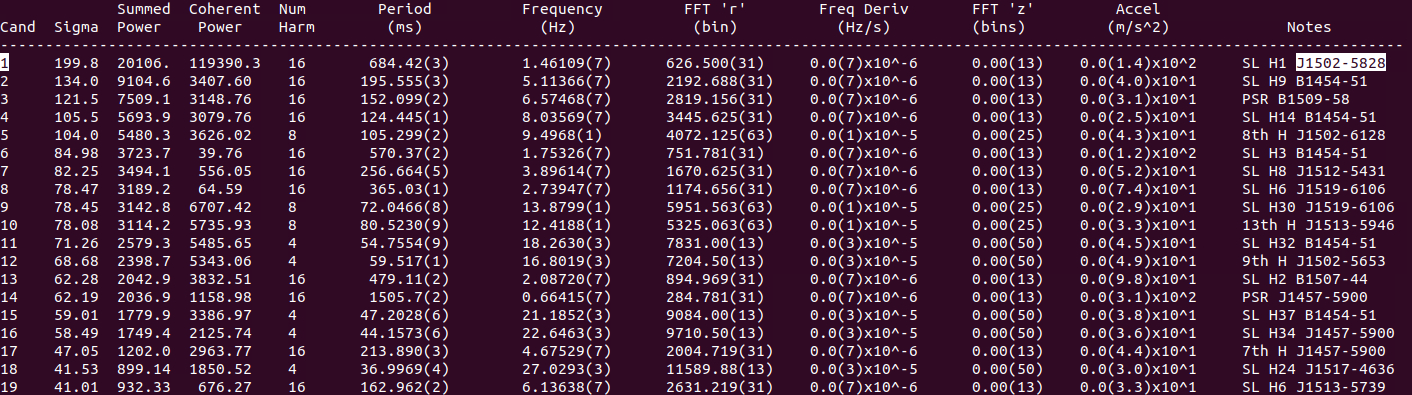 Summed Coherent Num Period Frequency FFT 'r' Freq Deriv FFT 'z' Accel
Cand Sigma Power Power Harm (ms) (Hz) (bin) (Hz/s) (bins) (m/s^2) Notes
1 199.8 20106. 119390.3 16 684.42(3) 1.46109(7) 626.500(31) 0.0(7)x10^-6 0.00(13) 0.0(1.4)x10^2 SL H1 J1502-5828
2 134.0 9104.6 3407.60 16 195.555(3) 5.11366(7) 2192.688(31) 0.0(7)x10^-6 0.00(13) 0.0(4.0)x10^1 SL H9 B1454-51
3 121.5 7509.1 3148.76 16 152.099(2) 6.57468(7) 2819.156(31) 0.0(7)x10^-6 0.00(13) 0.0(3.1)x10^1 PSR B1509-58
4 105.5 5693.9 3079.76 16 124.445(1) 8.03569(7) 3445.625(31) 0.0(7)x10^-6 0.00(13) 0.0(2.5)x10^1 SL H14 B1454-51
5 104.0 5480.3 3626.02 8 105.299(2) 9.4968(1) 4072.125(63) 0.0(1)x10^-5 0.00(25) 0.0(4.3)x10^1 8th H J1502-6128
6 84.98 3723.7 39.76 16 570.37(2) 1.75326(7) 751.781(31) 0.0(7)x10^-6 0.00(13) 0.0(1.2)x10^2 SL H3 B1454-51
7 82.25 3494.1 556.05 16 256.664(5) 3.89614(7) 1670.625(31) 0.0(7)x10^-6 0.00(13) 0.0(5.2)x10^1 SL H8 J1512-5431
8 78.47 3189.2 64.59 16 365.03(1) 2.73947(7) 1174.656(31) 0.0(7)x10^-6 0.00(13) 0.0(7.4)x10^1 SL H6 J1519-6106
9 78.45 3142.8 6707.42 8 72.0466(8) 13.8799(1) 5951.563(63) 0.0(1)x10^-5 0.00(25) 0.0(2.9)x10^1 SL H30 J1519-6106
10 78.08 3114.2 5735.93 8 80.5230(9) 12.4188(1) 5325.063(63) 0.0(1)x10^-5 0.00(25) 0.0(3.3)x10^1 13th H J1513-5946
11 71.26 2579.3 5485.65 4 54.7554(9) 18.2630(3) 7831.00(13) 0.0(3)x10^-5 0.00(50) 0.0(4.5)x10^1 SL H32 B1454-51
12 68.68 2398.7 5343.06 4 59.517(1) 16.8019(3) 7204.50(13) 0.0(3)x10^-5 0.00(50) 0.0(4.9)x10^1 9th H J1502-5653
13 62.28 2042.9 3832.51 16 479.11(2) 2.08720(7) 894.969(31) 0.0(7)x10^-6 0.00(13) 0.0(9.8)x10^1 SL H2 B1507-44
14 62.19 2036.9 1158.98 16 1505.7(2) 0.66415(7) 284.781(31) 0.0(7)x10^-6 0.00(13) 0.0(3.1)x10^2 PSR J1457-5900
15 59.01 1779.9 3386.97 4 47.2028(6) 21.1852(3) 9084.00(13) 0.0(3)x10^-5 0.00(50) 0.0(3.8)x10^1 SL H37 B1454-51
16 58.49 1749.4 2125.74 4 44.1573(6) 22.6463(3) 9710.50(13) 0.0(3)x10^-5 0.00(50) 0.0(3.6)x10^1 SL H34 J1457-5900
17 47.05 1202.0 2963.77 16 213.890(3) 4.67529(7) 2004.719(31) 0.0(7)x10^-6 0.00(13) 0.0(4.4)x10^1 7th H J1457-5900
18 41.53 899.14 1850.52 4 36.9969(4) 27.0293(3) 11589.88(13) 0.0(3)x10^-5 0.00(50) 0.0(3.0)x10^1 SL H24 J1517-4636
19 41.01 932.33 676.27 16 162.962(2) 6.13638(7) 2631.219(31) 0.0(7)x10^-6 0.00(13) 0.0(3.3)x10^1 SL H6 J1513-5739